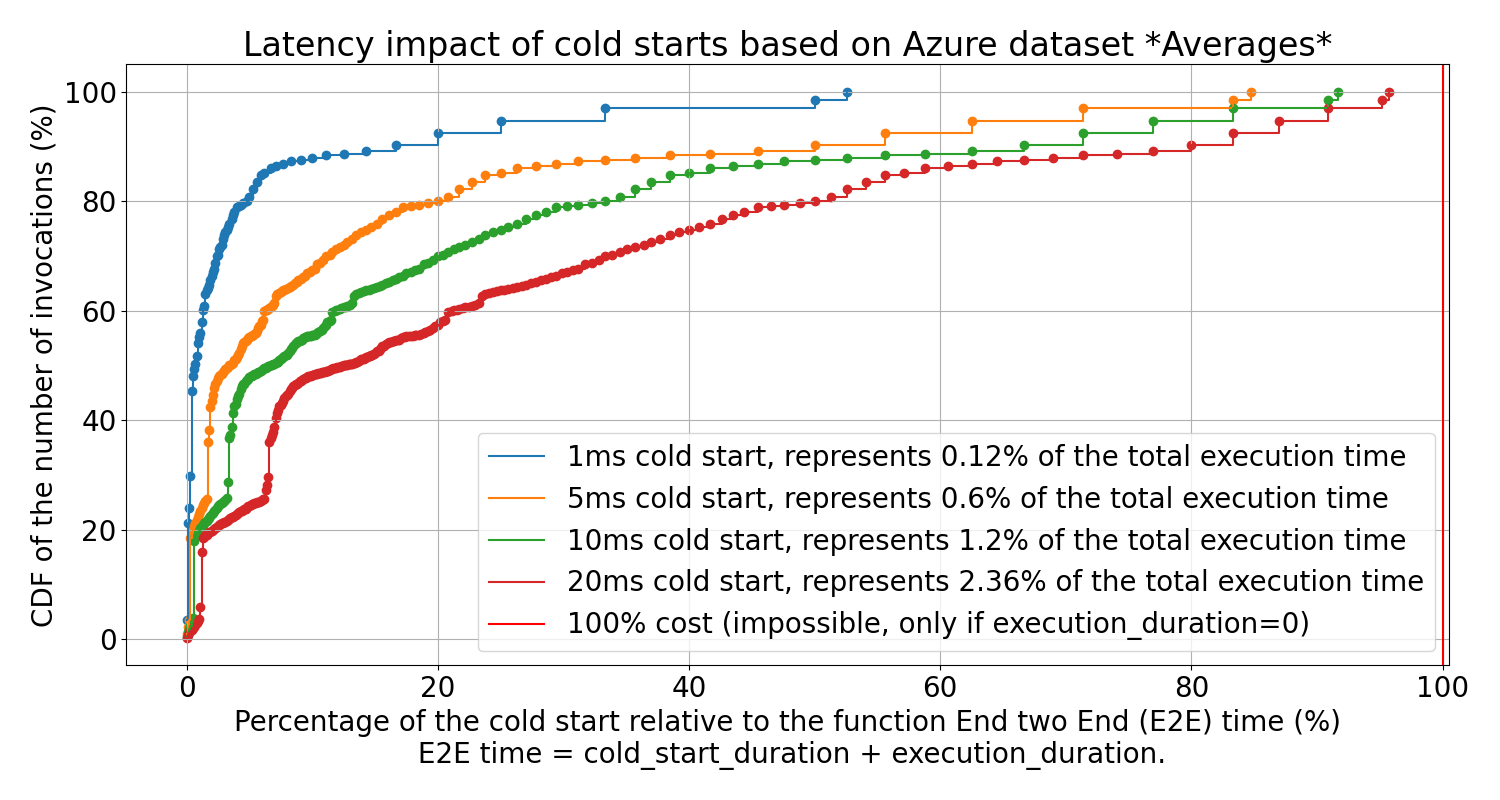 Latency impact of cold starts based on Azure dataset *Averages*
CDF of the number of invocations (%)
100
80
60
40
20
0
1ms cold start, represents 0.12% of the total execution time
5ms cold start, represents 0.6% of the total execution time
10ms cold start, represents 1.2% of the total execution time
20ms cold start, represents 2.36% of the total execution time
100% cost (impossible, only if execution_duration=0)
0 20 40 60 80 100
Percentage of the cold start relative to the function End two End (E2E) time (%)
E2E time = cold_start_duration + execution_duration.